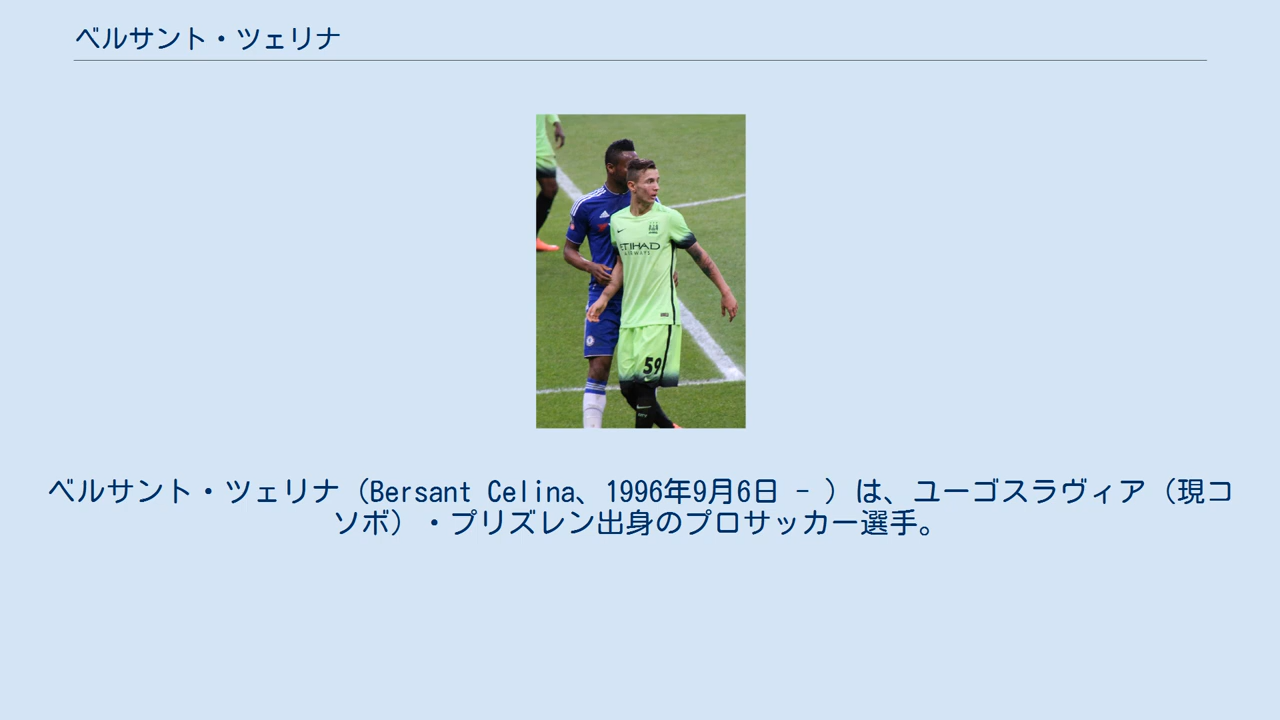 ベルサント・ツェリナ
ETIHAD
AIRWAYS
59
ベルサント・ツェリナ（Bersant Celina、1996年9月6日 - ）は、ユーゴスラヴィア（現コ
ソボ）・プリズレン出身のプロサッカー選手。